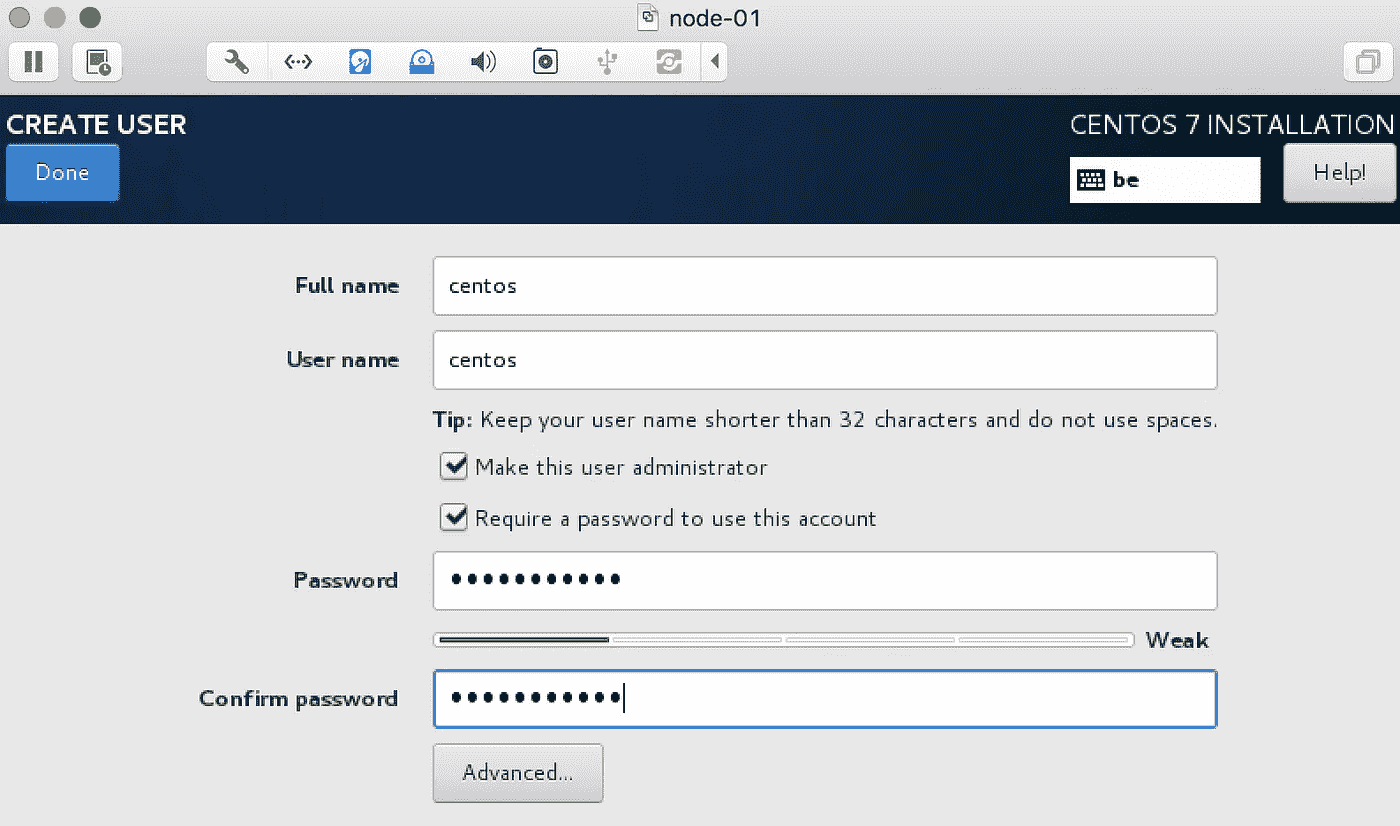 node-01
CREATE USER
CENTOS 7 INSTALLATION
Done
be
Help!
Full name
centos
User name
centos
Tip: Keep your user name shorter than 32 characters and do not use spaces.
Make this user administrator
Require a password to use this account
Password
•••••••••••
Weak
Confirm password
•••••••••••
Advanced...